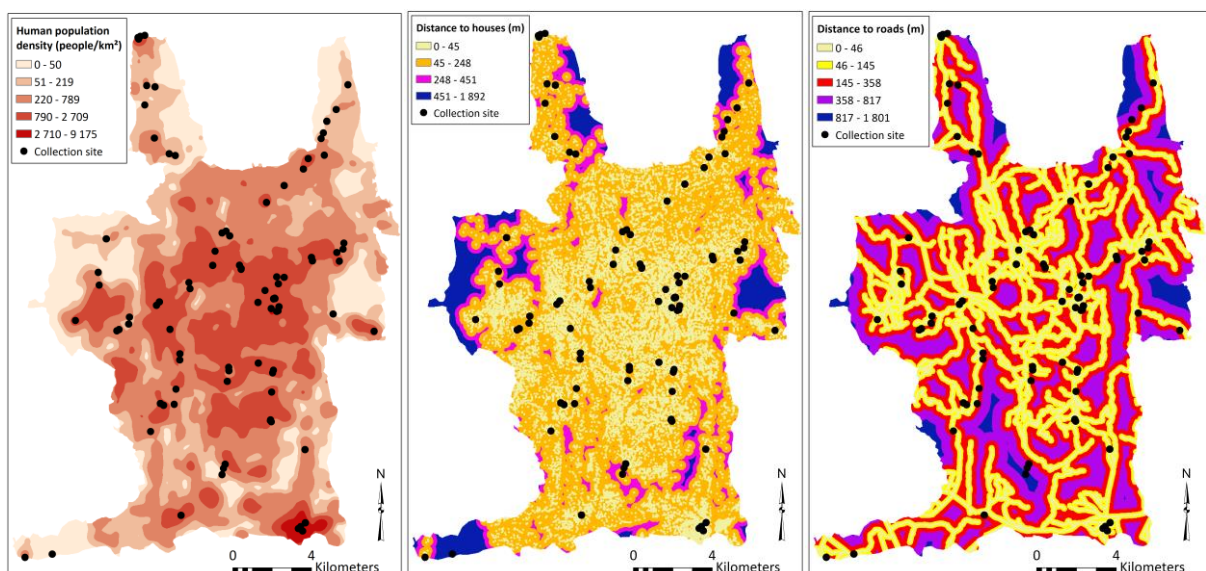 Human population
density (people/km²)
0 - 50
51 - 219
220 - 789
790 - 2 709
2 710 - 9 175
Collection site
N
0 4
Kilometers
Distance to houses (m)
0 - 45
45 - 248
248 - 451
451 - 1 892
Collection site
N
0 4
Kilometers
Distance to roads (m)
0 - 46
46 - 145
145 - 358
358 - 817
817 - 1 801
Collection site
N
0 4
Kilometers